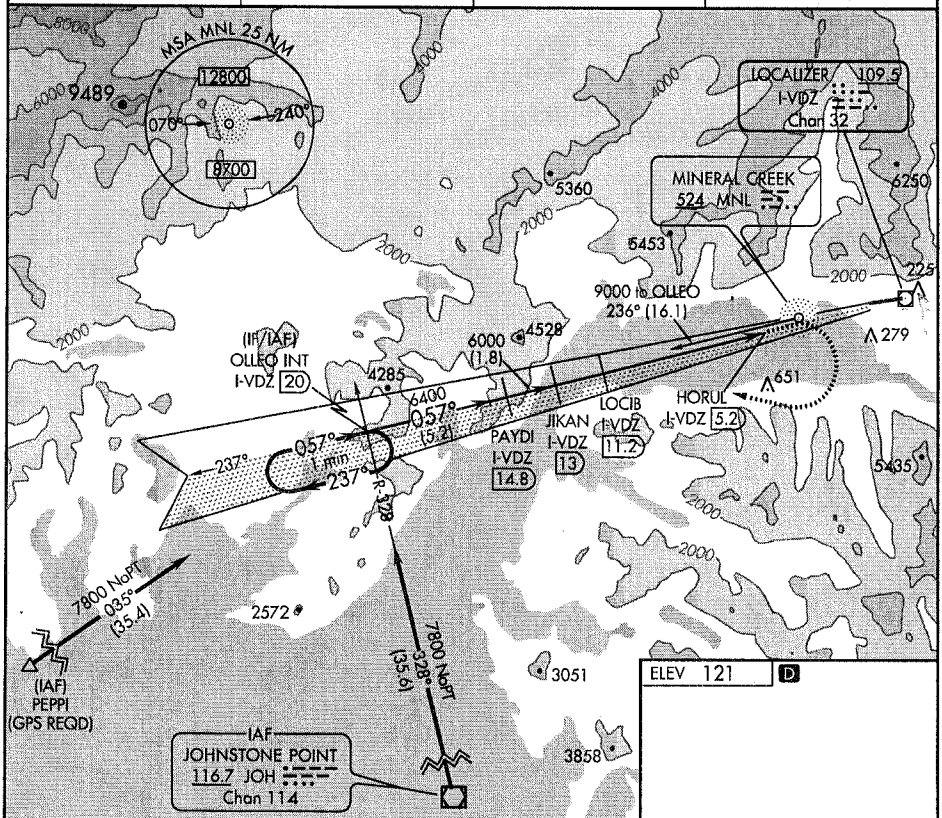 MSA MNL 25 NM
12800
070°
240°
8700
8000
6000
9489
4000
4000
2000
2000
2000
2000
2000
2000
LOCALIZER 109.5
I-VDZ
Chan 32
MINERAL CREEK
524 MNL
5360
5453
6250
225
279
651
5435
4528
4285
2572
3051
3858
9000 to OLLEO
236° (16.1)
6000
(1.8)
(IF/IAF)
OLLEO INT
I-VDZ 20
6400
057°
(5.2)
057°
1 min
237°
237°
R-328
PAYDI
I-VDZ
14.8
JIKAN
I-VDZ
13
LOCIB
I-VDZ
11.2
HORUL
I-VDZ 5.2
7800 NoPT
035°
(35.4)
(IAF)
PEPPI
(GPS REQD)
7800 NoPT
328°
(35.6)
IAF
JOHNSTONE POINT
116.7 JOH
Chan 114
ELEV 121 D